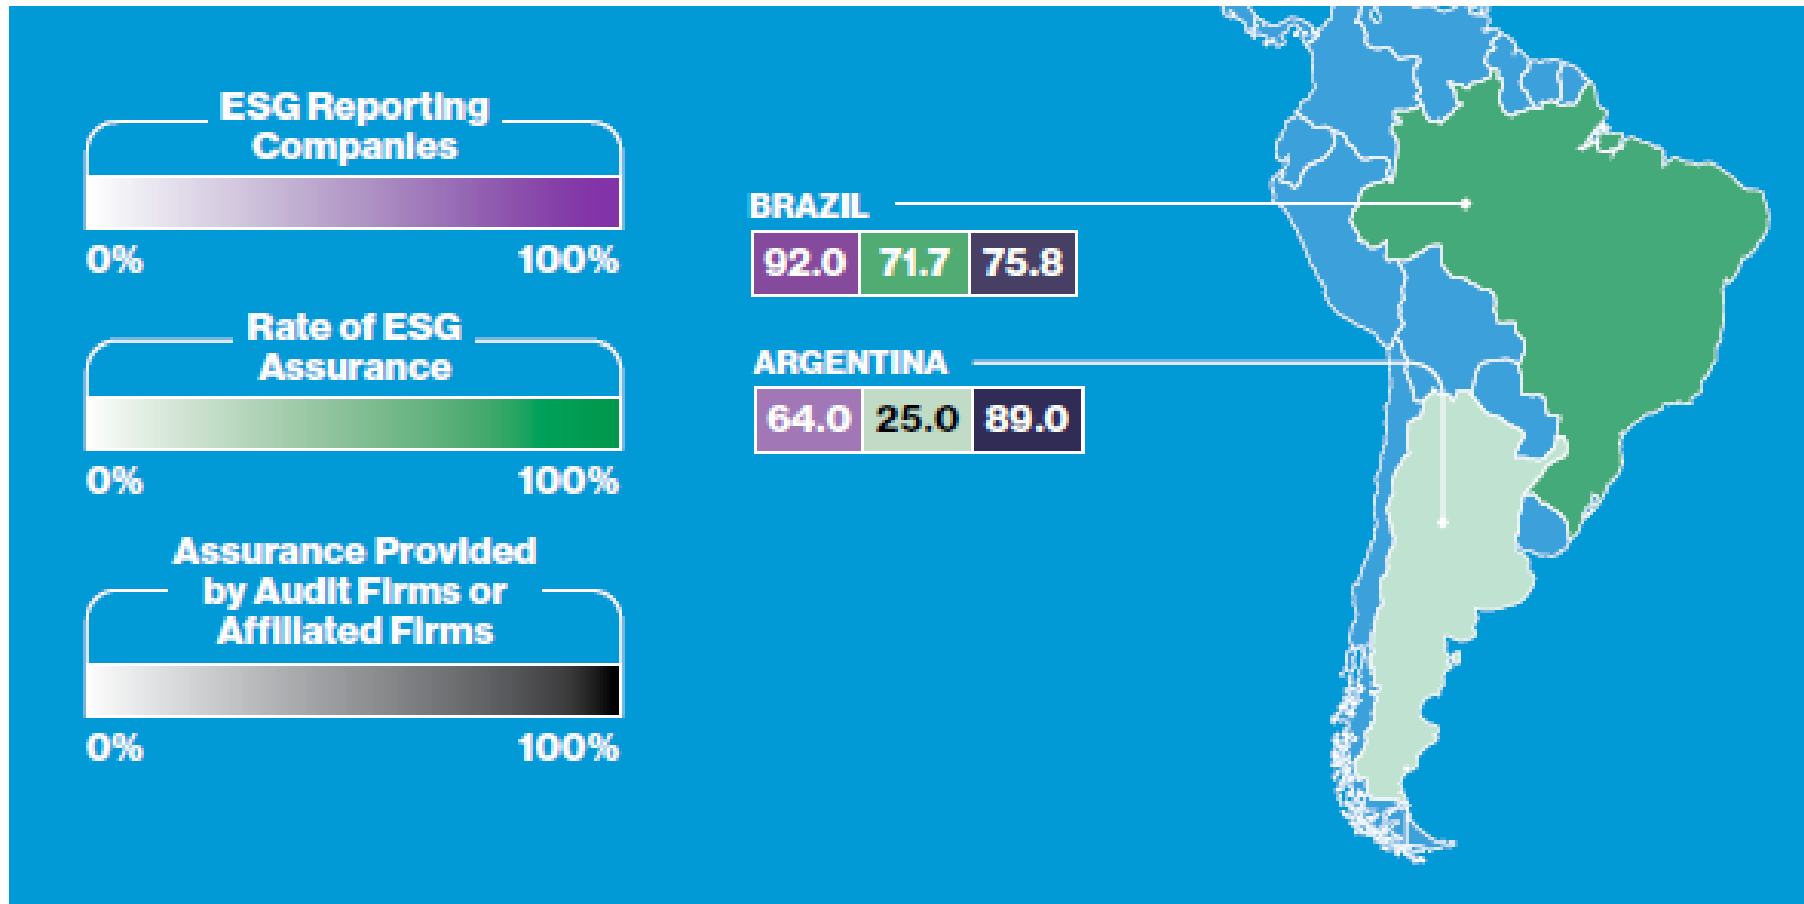 ESG Reporting
Companies
0% 100%
Rate of ESG
Assurance
0% 100%
Assurance Provided
by Audit Firms or
Affiliated Firms
0% 100%
BRAZIL
92.0 71.7 75.8
ARGENTINA
64.0 25.0 89.0